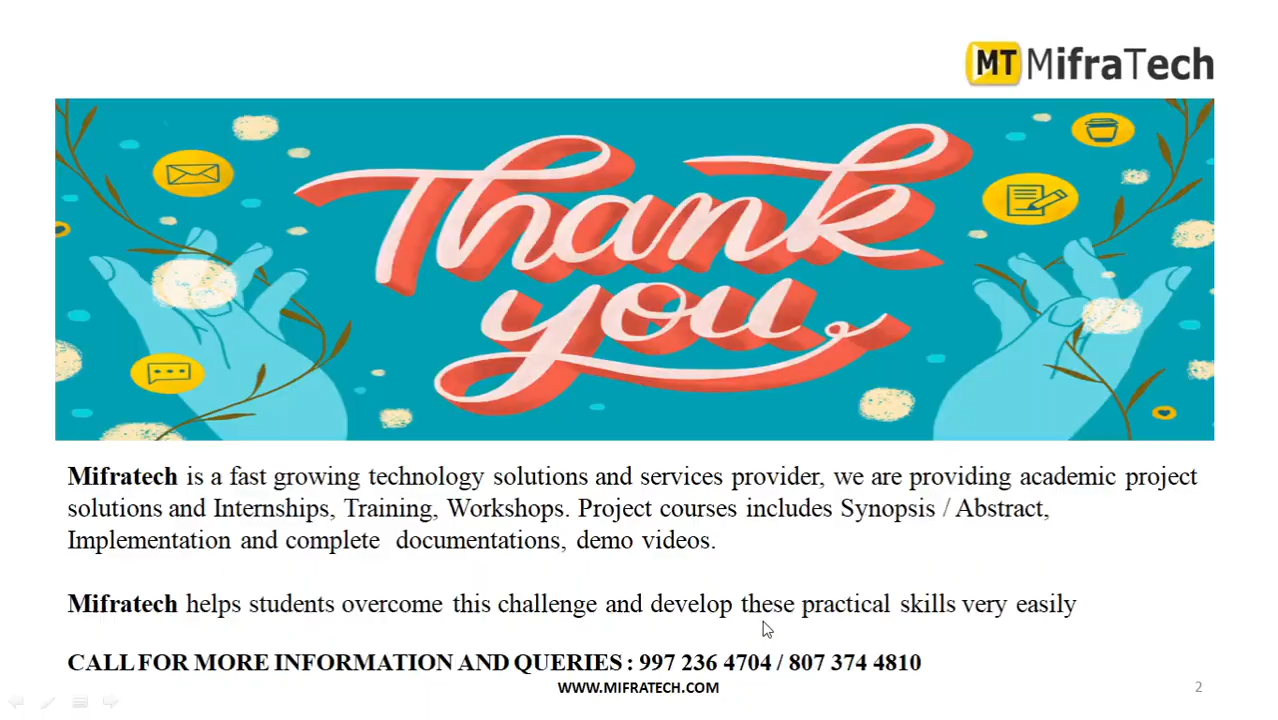 MT MifraTech
Thank
you
Mifratech is a fast growing technology solutions and services provider, we are providing academic project
solutions and Internships, Training, Workshops. Project courses includes Synopsis / Abstract,
Implementation and complete documentations, demo videos.
Mifratech helps students overcome this challenge and develop these practical skills very easily
CALL FOR MORE INFORMATION AND QUERIES : 997 236 4704 / 807 374 4810
WWW.MIFRATECH.COM
2